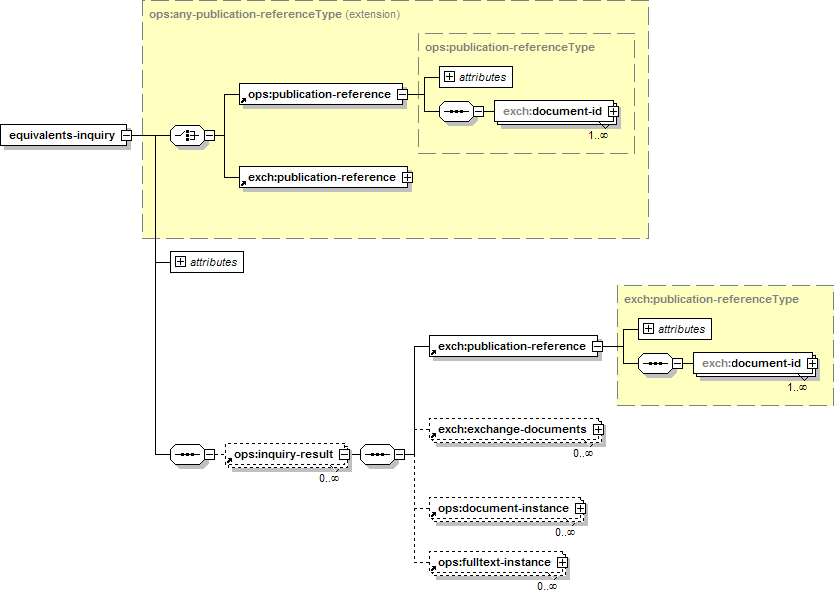 ops:any-publication-referenceType (extension)
ops:publication-referenceType
attributes
ops:publication-reference
exch:document-id
1..∞
equivalents-inquiry
exch:publication-reference
attributes
exch:publication-referenceType
attributes
exch:publication-reference
exch:document-id
1..∞
exch:exchange-documents
0..∞
ops:inquiry-result
0..∞
ops:document-instance
0..∞
ops:fulltext-instance
0..∞